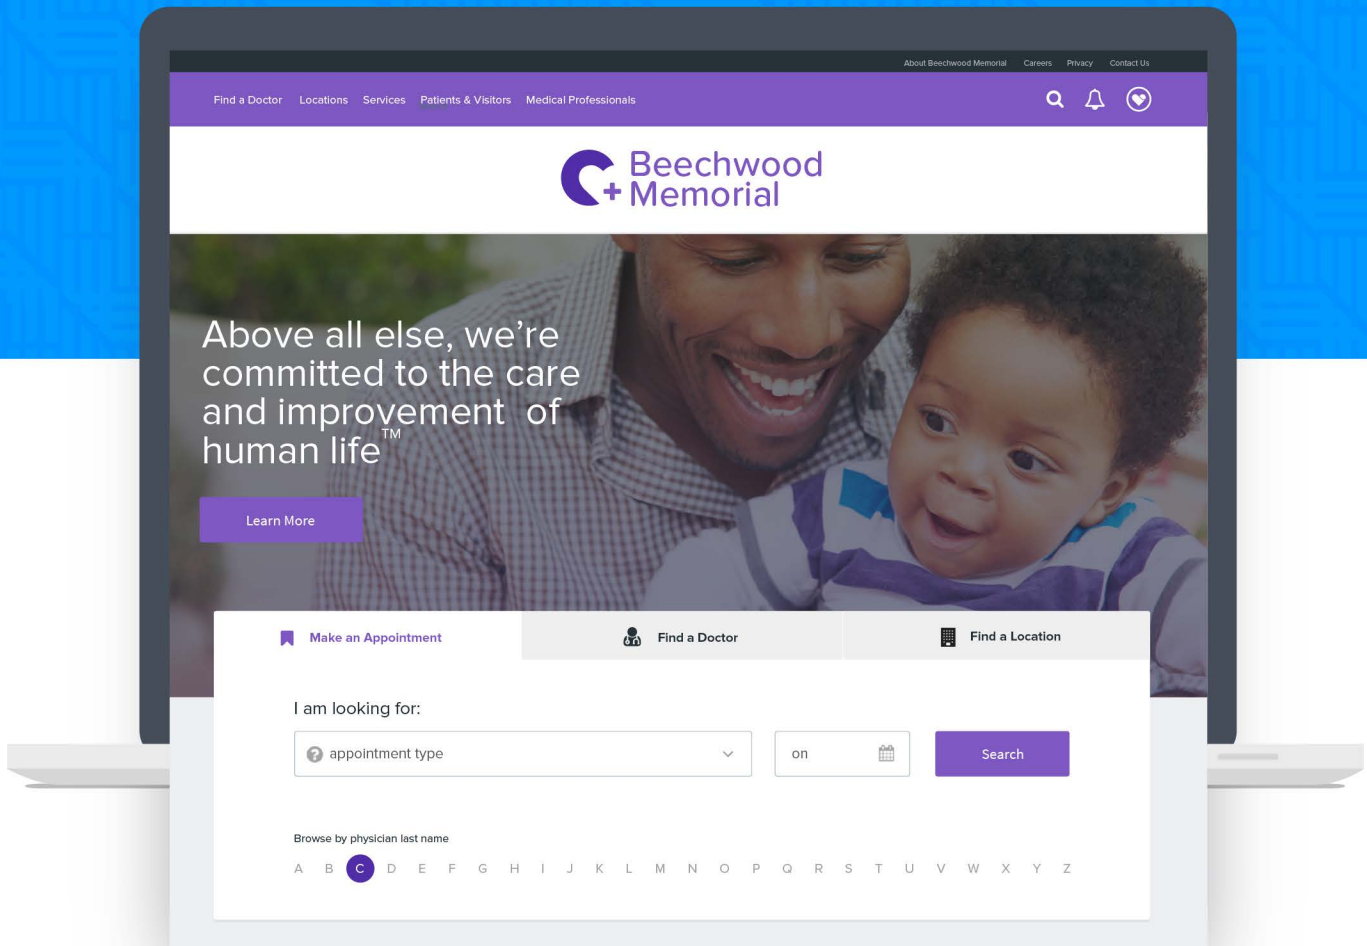 About Beechwood Memorial Careers Privacy Contact Us
Find a Doctor Locations Services Patients & Visitors Medical Professionals
Beechwood
Memorial
Above all else, we're
committed to the care
and improvement of
human life™
Learn More
Make an Appointment Find a Doctor Find a Location
I am looking for:
? appointment type on Search
Browse by physician last name
A B C D E F G H I J K L M N O P Q R S T U V W X Y Z